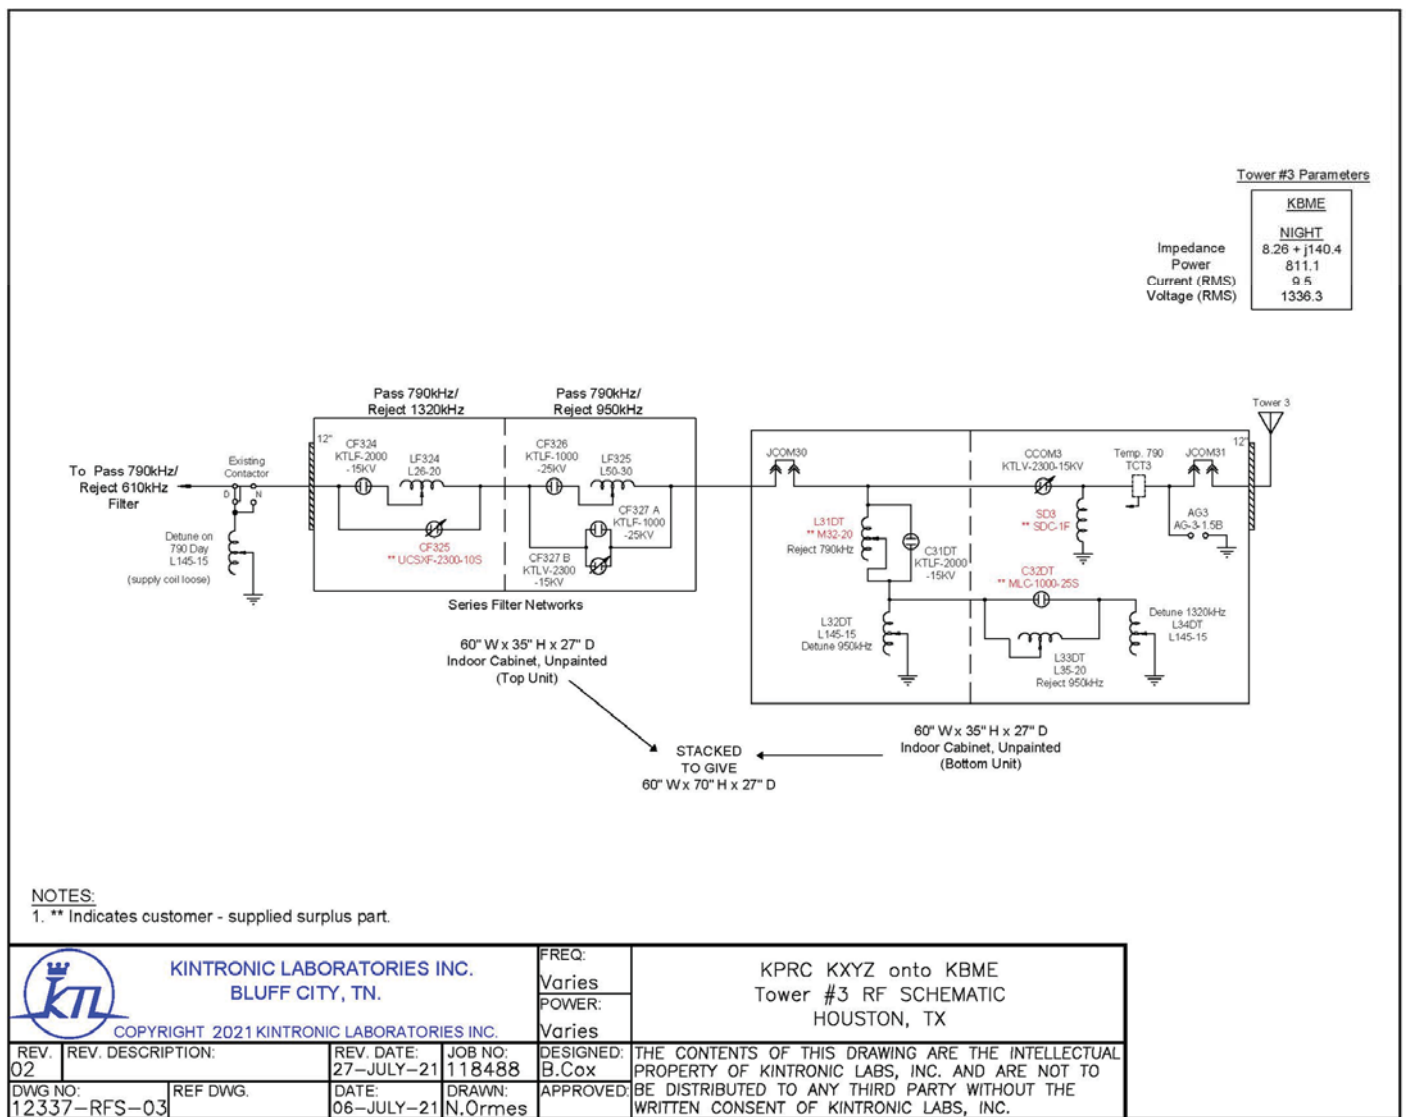 Tower #3 Parameters
KBME
NIGHT
Impedance 8.26 + j140.4
Power 811.1
Current (RMS) 9.5
Voltage (RMS) 1336.3
Pass 790kHz/
Reject 1320kHz
Pass 790kHz/
Reject 950kHz
Tower 3
12"
CF324
KTLF-2000
-15KV
LF324
L26-20
CF326
KTLF-1000
-25KV
LF325
L50-30
JCOM30
CCOM3
KTLV-2300-15KV
Temp. 790
TCT3
JCOM31
12"
To Pass 790kHz/
Reject 610kHz
Filter
Existing
Contactor
D N
CF325
** UCSXF-2300-10S
CF327 A
KTLF-1000
-25KV
CF327 B
KTLV-2300
-15KV
Detune on
790 Day
L145-15
(supply coil loose)
L31DT
** M32-20
Reject 790kHz
C31DT
KTLF-2000
-15KV
SD3
** SDC-1F
AG3
AG-3-1.5B
C32DT
** MLC-1000-25S
L32DT
L145-15
Detune 950kHz
L33DT
L35-20
Reject 950kHz
Detune 1320kHz
L34DT
L145-15
Series Filter Networks
60" W x 35" H x 27" D
Indoor Cabinet, Unpainted
(Top Unit)
60" W x 35" H x 27" D
Indoor Cabinet, Unpainted
(Bottom Unit)
STACKED
TO GIVE
60" W x 70" H x 27" D
NOTES:
1. ** Indicates customer - supplied surplus part.
KTL
KINTRONIC LABORATORIES INC.
BLUFF CITY, TN.
COPYRIGHT 2021 KINTRONIC LABORATORIES INC.
FREQ:
Varies
POWER:
Varies
KPRC KXYZ onto KBME
Tower #3 RF SCHEMATIC
HOUSTON, TX
REV.
02
REV. DESCRIPTION:
REV. DATE:
27-JULY-21
JOB NO:
118488
DESIGNED:
B.Cox
DWG NO:
12337-RFS-03
REF DWG.
DATE:
06-JULY-21
DRAWN:
N.Ormes
APPROVED:
THE CONTENTS OF THIS DRAWING ARE THE INTELLECTUAL
PROPERTY OF KINTRONIC LABS, INC. AND ARE NOT TO
BE DISTRIBUTED TO ANY THIRD PARTY WITHOUT THE
WRITTEN CONSENT OF KINTRONIC LABS, INC.